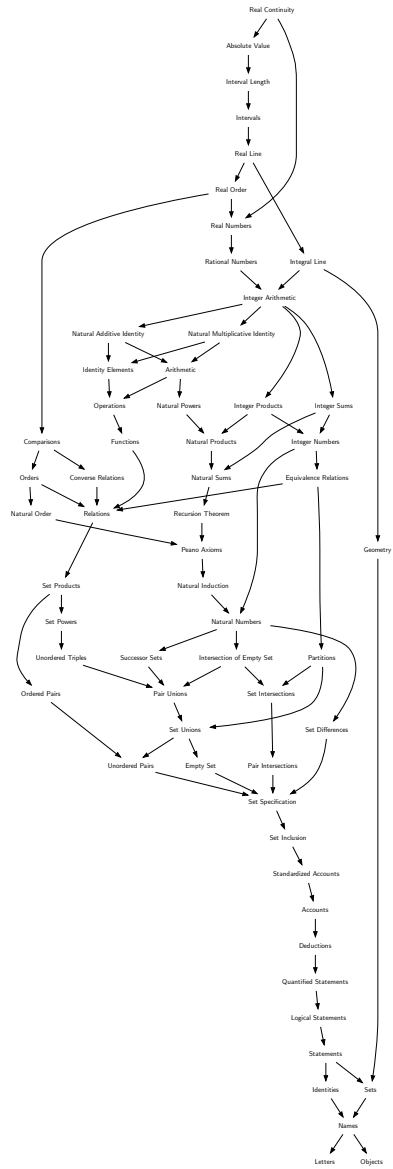 Real Continuity
Absolute Value
Interval Length
Intervals
Real Line
Real Order
Real Numbers
Rational Numbers
Integral Line
Integer Arithmetic
Natural Additive Identity
Natural Multiplicative Identity
Identity Elements
Arithmetic
Operations
Natural Powers
Integer Products
Integer Sums
Comparisons
Functions
Natural Products
Integer Numbers
Orders
Converse Relations
Natural Sums
Equivalence Relations
Natural Order
Relations
Recursion Theorem
Peano Axioms
Geometry
Set Products
Natural Induction
Set Powers
Natural Numbers
Unordered Triples
Successor Sets
Intersection of Empty Set
Partitions
Ordered Pairs
Pair Unions
Set Intersections
Set Unions
Set Differences
Unordered Pairs
Empty Set
Pair Intersections
Set Specification
Set Inclusion
Standardized Accounts
Accounts
Deductions
Quantified Statements
Logical Statements
Statements
Identities
Sets
Names
Letters
Objects